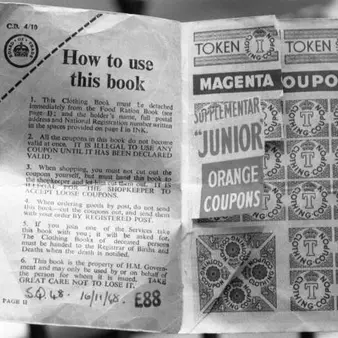 C.B. 4/10
How to use
this book
1. This Clothing Book must be detached
immediately from the Food Ration Book (see
page I); and the holder's name, full postal
address and National Registration number written
in the spaces provided on page I in INK.
2. All the coupons in this book do not become
valid at once. IT IS ILLEGAL TO USE ANY
COUPON UNTIL IT HAS BEEN DECLARED
VALID.
3. When shopping, you must not cut out the
coupons yourself, but must hand this book to
the shopkeeper and let him cut them out. IT IS
ILLEGAL FOR THE SHOPKEEPER TO
ACCEPT LOOSE COUPONS.
4. When ordering goods by post, do not send
this book—cut the coupons out, and send them
with your order BY REGISTERED POST.
5. If you join one of the Services take
this book with you; it will be asked for.
The Clothing Books of deceased persons
must be handed to the Registrar of Births and
Deaths when the death is notified.
6. This book is the property of H.M. Govern-
ment and may only be used by or on behalf of
the person for whom it is issued. TAKE
GREAT CARE NOT TO LOSE IT.
PAGE II
16/11/48. E88
TOKEN T
TOKEN
MAGENTA
OUPO
SUPPLEMENTAR
"JUNIOR
ORANGE
COUPONS